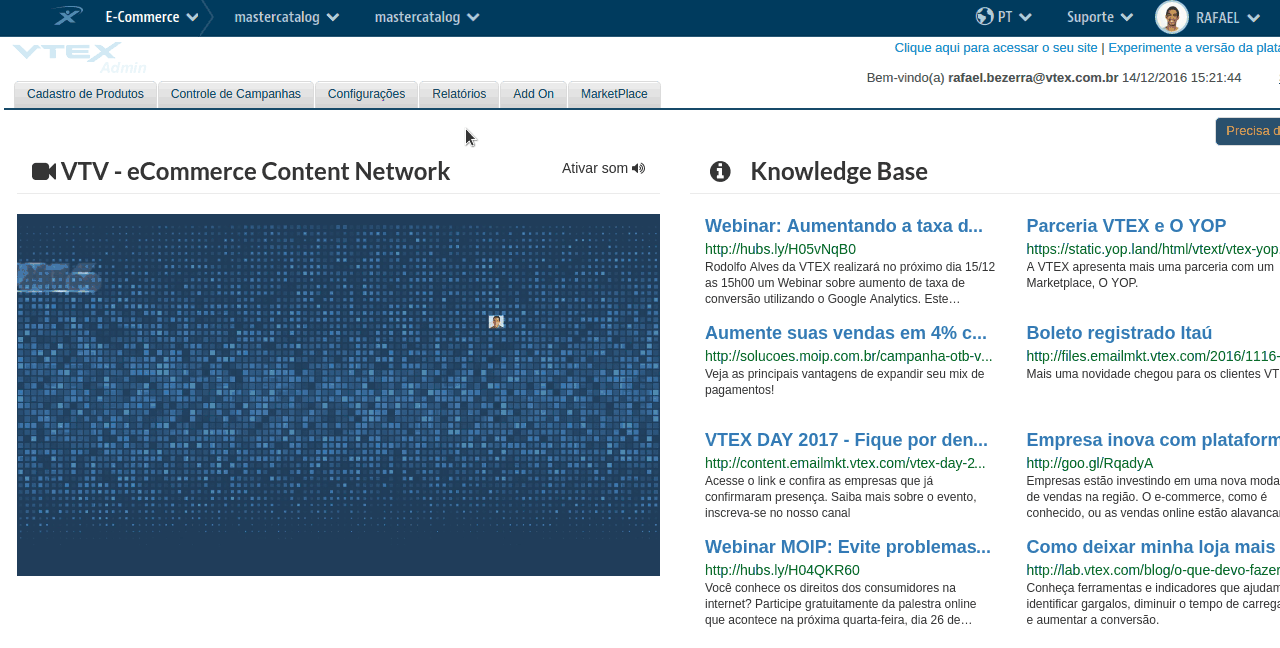 E-Commerce mastercatalog mastercatalog PT Suporte RAFAEL
VTEX
Admin
Clique aqui para acessar o seu site | Experimente a versão da plata
Bem-vindo(a) rafael.bezerra@vtex.com.br 14/12/2016 15:21:44
Cadastro de Produtos Controle de Campanhas Configurações Relatórios Add On MarketPlace
Precisa d
VTV - eCommerce Content Network
Ativar som
Knowledge Base
Webinar: Aumentando a taxa d...
http://hubs.ly/H05vNqB0
Rodolfo Alves da VTEX realizará no próximo dia 15/12
as 15h00 um Webinar sobre aumento de taxa de
conversão utilizando o Google Analytics. Este…
Parceria VTEX e O YOP
https://static.yop.land/html/vtext/vtex-yop.
A VTEX apresenta mais uma parceria com um
Marketplace, O YOP.
Aumente suas vendas em 4% c...
http://solucoes.moip.com.br/campanha-otb-v...
Veja as principais vantagens de expandir seu mix de
pagamentos!
Boleto registrado Itaú
http://files.emailmkt.vtex.com/2016/1116-
Mais uma novidade chegou para os clientes VT
VTEX DAY 2017 - Fique por den...
http://content.emailmkt.vtex.com/vtex-day-2...
Acesse o link e confira as empresas que já
confirmaram presença. Saiba mais sobre o evento,
inscreva-se no nosso canal
Empresa inova com plataform
http://goo.gl/RqadyA
Empresas estão investindo em uma nova moda
de vendas na região. O e-commerce, como é
conhecido, ou as vendas online estão alavancan
Webinar MOIP: Evite problemas...
http://hubs.ly/H04QKR60
Você conhece os direitos dos consumidores na
internet? Participe gratuitamente da palestra online
que acontece na próxima quarta-feira, dia 26 de…
Como deixar minha loja mais
http://lab.vtex.com/blog/o-que-devo-fazer
Conheça ferramentas e indicadores que ajudam
identificar gargalos, diminuir o tempo de carrega
e aumentar a conversão.